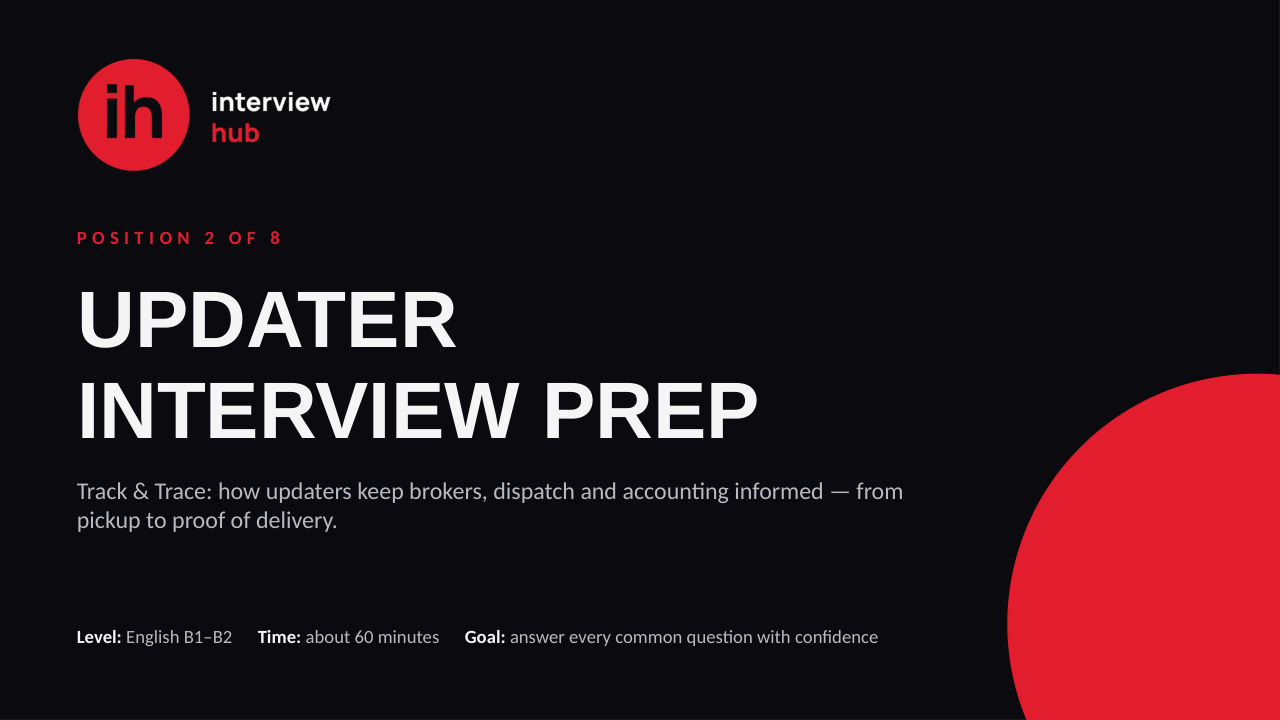 ih
interview
hub
POSITION 2 OF 8
UPDATER
INTERVIEW PREP
Track & Trace: how updaters keep brokers, dispatch and accounting informed — from
pickup to proof of delivery.
Level: English B1–B2 Time: about 60 minutes Goal: answer every common question with confidence